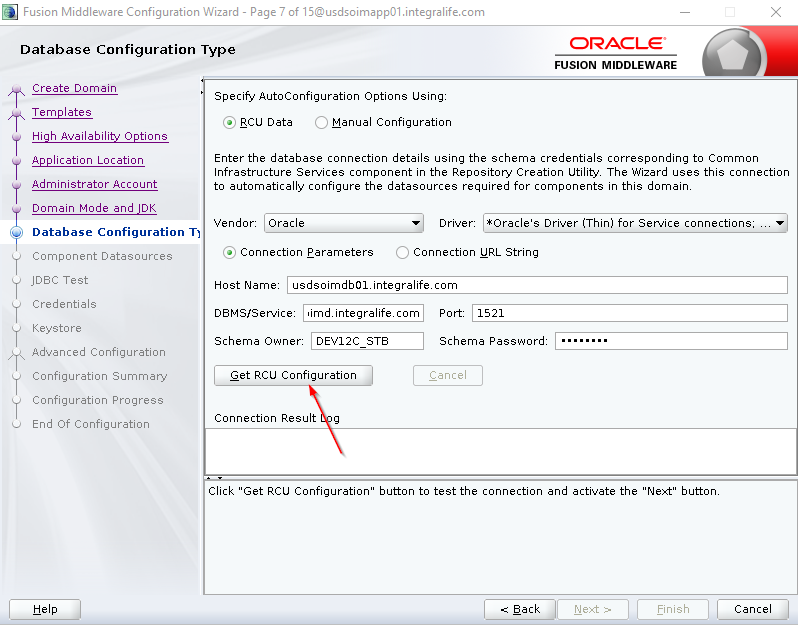 Fusion Middleware Configuration Wizard - Page 7 of 15@usdsoimapp01.integralife.com
Database Configuration Type
ORACLE
FUSION MIDDLEWARE
Create Domain
Templates
High Availability Options
Application Location
Administrator Account
Domain Mode and JDK
Database Configuration Ty
Component Datasources
JDBC Test
Credentials
Keystore
Advanced Configuration
Configuration Summary
Configuration Progress
End Of Configuration
Specify AutoConfiguration Options Using:
RCU Data Manual Configuration
Enter the database connection details using the schema credentials corresponding to Common
Infrastructure Services component in the Repository Creation Utility. The Wizard uses this connection
to automatically configure the datasources required for components in this domain.
Vendor: Oracle Driver: *Oracle's Driver (Thin) for Service connections; ...
Connection Parameters Connection URL String
Host Name: usdsoimdb01.integralife.com
DBMS/Service: imd.integralife.com Port: 1521
Schema Owner: DEV12C_STB Schema Password: ••••••••
Get RCU Configuration Cancel
Connection Result Log
Click "Get RCU Configuration" button to test the connection and activate the "Next" button.
Help < Back Next > Finish Cancel